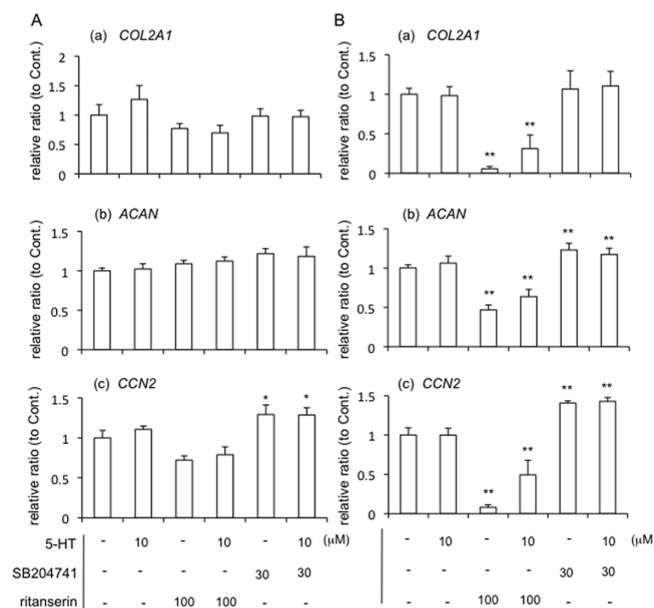 A
B
(a) COL2A1
(a) COL2A1
relative ratio (to Cont.)
2
1.5
1
0.5
0
relative ratio (to Cont.)
1.5
1
0.5
0
**
**
(b) ACAN
(b) ACAN
relative ratio (to Cont.)
1.5
1
0.5
0
relative ratio (to Cont.)
1.5
1
0.5
0
**
**
**
**
(c) CCN2
(c) CCN2
relative ratio (to Cont.)
1.5
1
0.5
0
*
*
relative ratio (to Cont.)
1.5
1
0.5
0
**
**
**
**
5-HT - 10 - 10 - 10 (μM) - 10 - 10 - 10 (μM)
SB204741 - - - - 30 30 - - - - 30 30
ritanserin - - 100 100 - - - - 100 100 - -